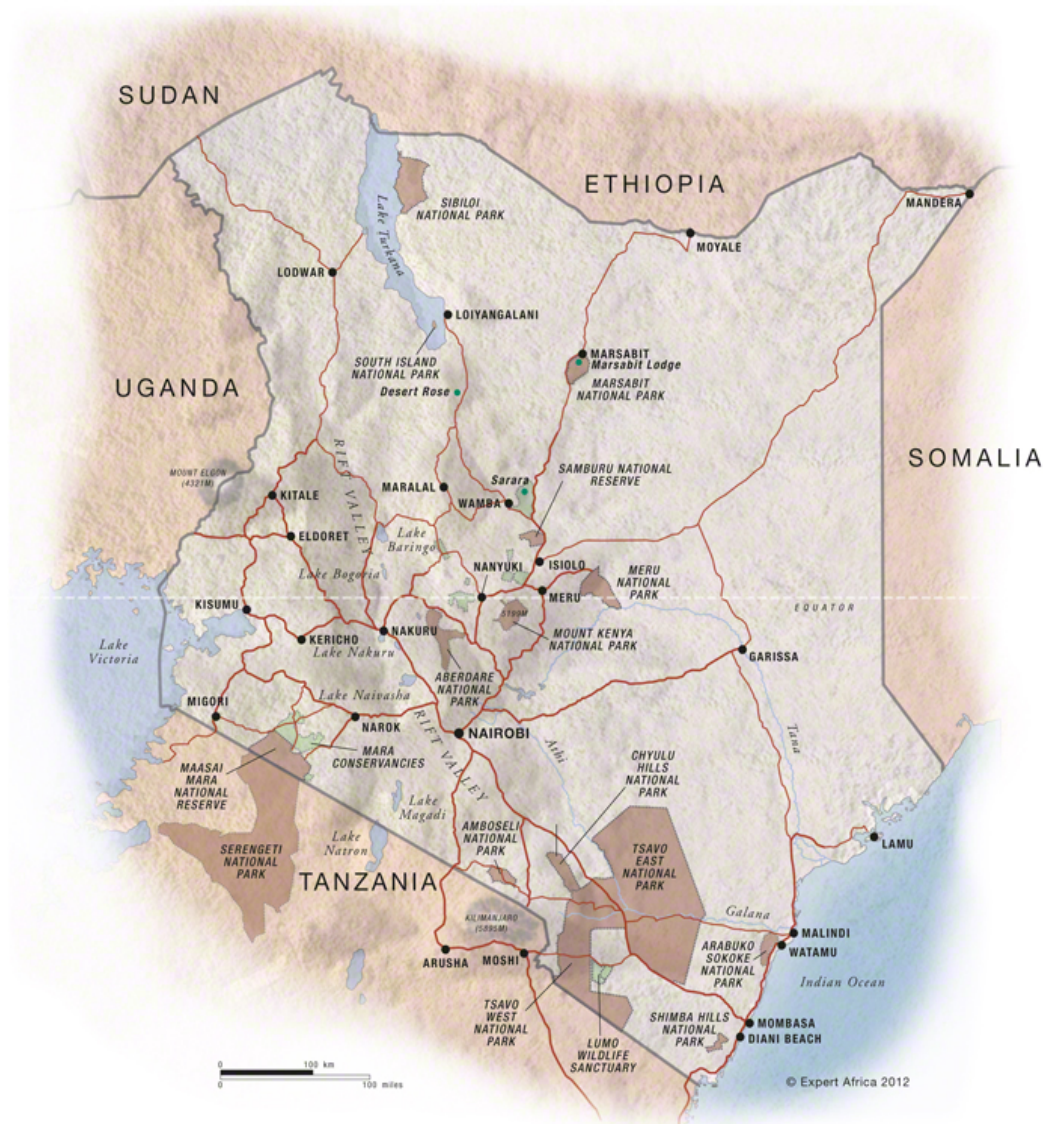 SUDAN
ETHIOPIA
MANDERA
SIBILOI
NATIONAL PARK
Lake Turkana
MOYALE
LODWAR
LOIYANGALANI
SOUTH ISLAND
NATIONAL PARK
MARSABIT
Marsabit Lodge
MARSABIT
NATIONAL PARK
UGANDA
Desert Rose
SOMALIA
RIFT VALLEY
MOUNT ELGON
(4321M)
SAMBURU NATIONAL
RESERVE
KITALE
MARALAL
Sarara
WAMBA
ELDORET
Lake
Baringo
Lake Bogoria
NANYUKI
ISIOLO
MERU
NATIONAL
PARK
MERU
KISUMU
5199M
EQUATOR
MOUNT KENYA
NATIONAL PARK
Lake
Victoria
KERICHO
NAKURU
Lake Nakuru
GARISSA
ABERDARE
NATIONAL
PARK
MIGORI
Lake Naivasha
NAROK
RIFT VALLEY
NAIROBI
Athi
Tana
MARA
CONSERVANCIES
MAASAI
MARA
NATIONAL
RESERVE
CHYULU
HILLS
NATIONAL
PARK
Lake
Magadi
AMBOSELI
NATIONAL
PARK
Lake
Natron
SERENGETI
NATIONAL
PARK
TSAVO
EAST
NATIONAL
PARK
LAMU
TANZANIA
KILIMANJARO
(5895M)
Galana
MALINDI
WATAMU
ARABUKO
SOKOKE
NATIONAL
PARK
ARUSHA
MOSHI
Indian Ocean
TSAVO
WEST
NATIONAL
PARK
SHIMBA HILLS
NATIONAL
PARK
MOMBASA
DIANI BEACH
LUMO
WILDLIFE
SANCTUARY
0 100 km
0 100 miles
© Expert Africa 2012